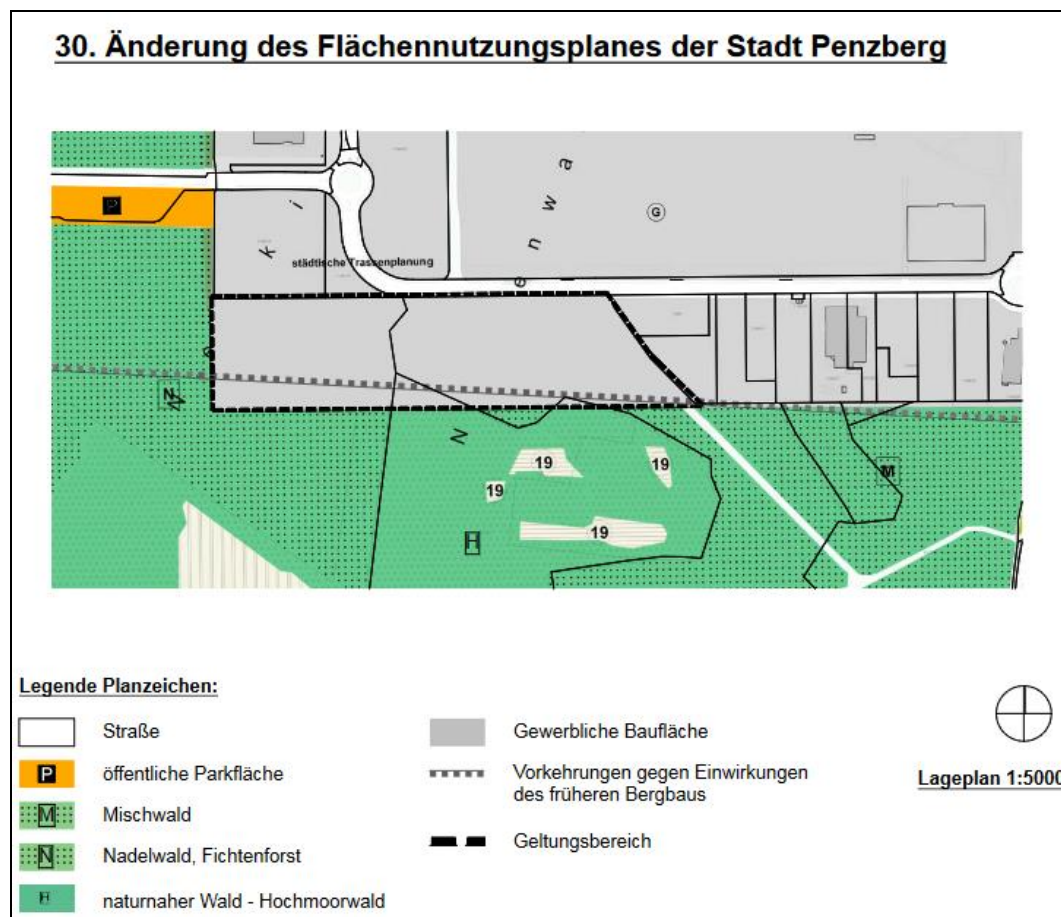 30. Änderung des Flächennutzungsplanes der Stadt Penzberg
P
k i
e n w a
G
städtische Trassenplanung
N
N
M
19
19
19
19
H
Legende Planzeichen:
Straße
P öffentliche Parkfläche
M Mischwald
N Nadelwald, Fichtenforst
H naturnaher Wald - Hochmoorwald
Gewerbliche Baufläche
Vorkehrungen gegen Einwirkungen
des früheren Bergbaus
Geltungsbereich
Lageplan 1:5000